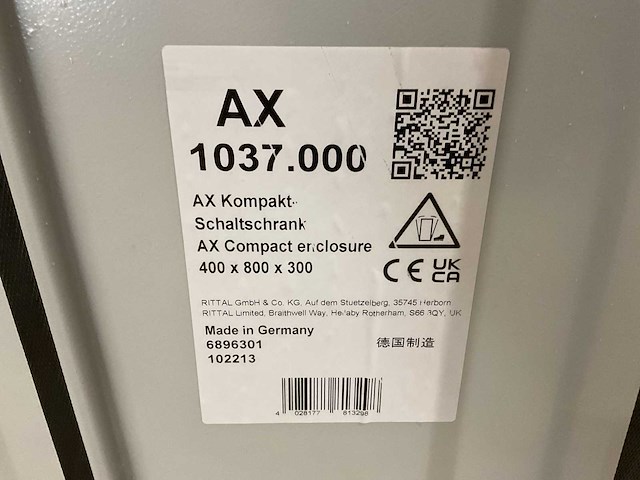 AX
1037.000
AX Kompakt-
Schaltschrank
AX Compact enclosure
400 x 800 x 300
CE UK
CA
RITTAL GmbH & Co. KG, Auf dem Stuetzelberg, 35745 Herborn
RITTAL Limited, Braithwell Way, Hellaby Rotherham, S66 8QY, UK
Made in Germany
6896301
德国制造
102213
4 028177 613298